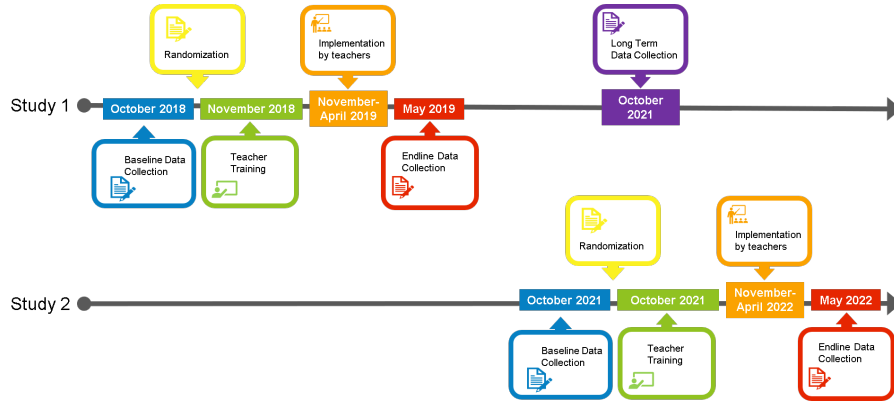 Randomization
Implementation
by teachers
Long Term
Data Collection
Study 1
October 2018
November 2018
November-
April 2019
May 2019
October
2021
Baseline Data
Collection
Teacher
Training
Endline Data
Collection
Randomization
Implementation
by teachers
Study 2
October 2021
October 2021
November-
April 2022
May 2022
Baseline Data
Collection
Teacher
Training
Endline Data
Collection